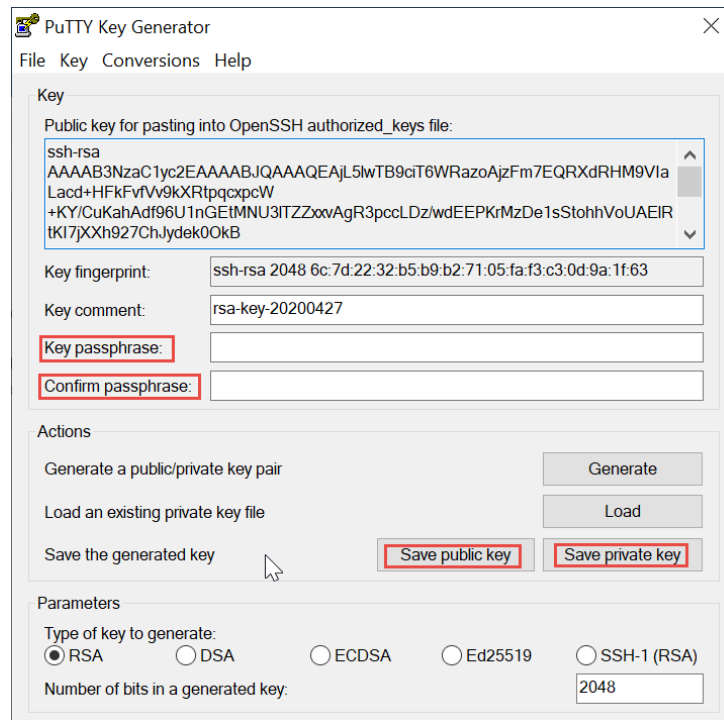 PuTTY Key Generator
File Key Conversions Help
Key
Public key for pasting into OpenSSH authorized_keys file:
ssh-rsa
AAAAB3NzaC1yc2EAAAABJQAAAQEAjL5lwTB9ciT6WRazoAjzFm7EQRXdRHM9VIa
Lacd+HFkFvfVv9kXRtpqcxpcW
+KY/CuKahAdf96U1nGEtMNU3lTZZxxvAgR3pccLDz/wdEEPKrMzDe1sStohhVoUAElR
tKI7jXXh927ChJydek0OkB
Key fingerprint: ssh-rsa 2048 6c:7d:22:32:b5:b9:b2:71:05:fa:f3:c3:0d:9a:1f:63
Key comment: rsa-key-20200427
Key passphrase:
Confirm passphrase:
Actions
Generate a public/private key pair Generate
Load an existing private key file Load
Save the generated key Save public key Save private key
Parameters
Type of key to generate:
RSA DSA ECDSA Ed25519 SSH-1 (RSA)
Number of bits in a generated key: 2048